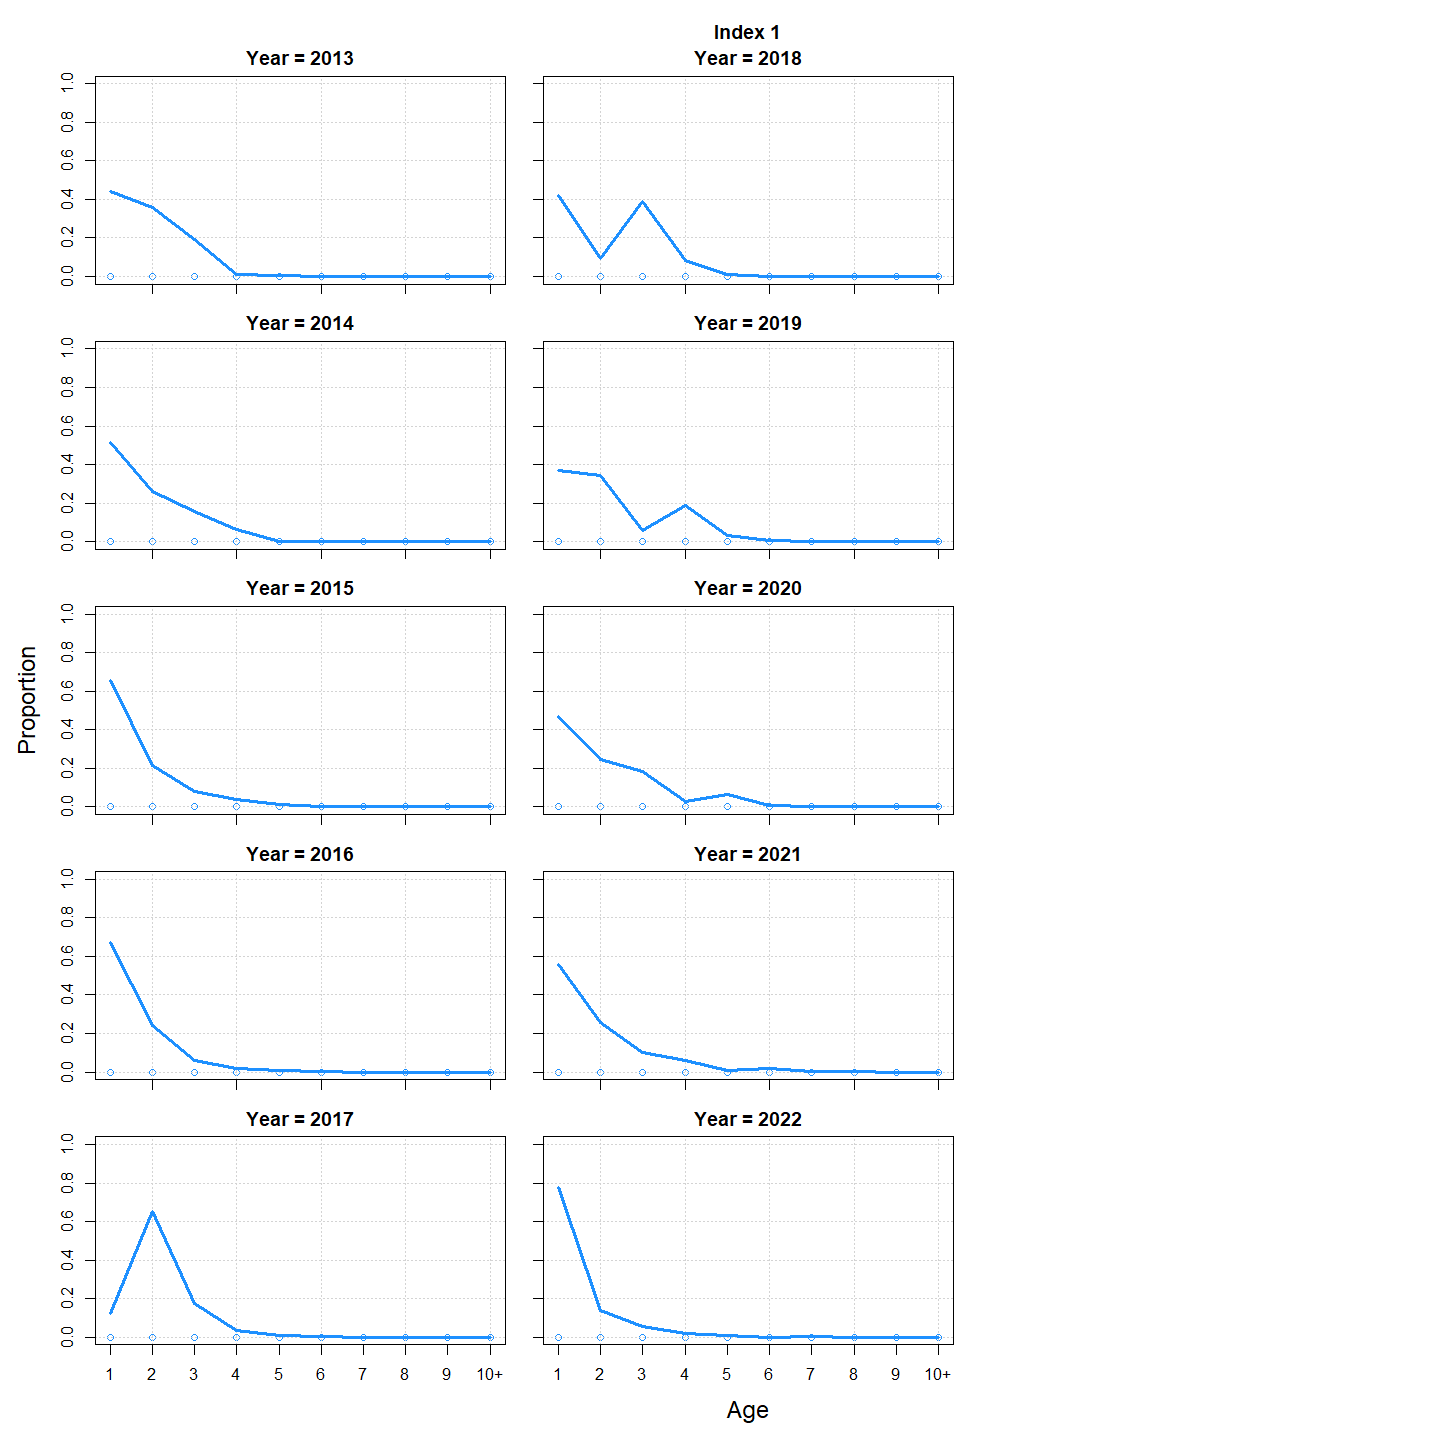 Index 1
Year = 2013
Year = 2018
1.0
0.8
0.6
0.4
0.2
0.0
Year = 2014
Year = 2019
1.0
0.8
0.6
0.4
0.2
0.0
Year = 2015
Year = 2020
1.0
0.8
0.6
0.4
0.2
0.0
Proportion
Year = 2016
Year = 2021
1.0
0.8
0.6
0.4
0.2
0.0
Year = 2017
Year = 2022
1.0
0.8
0.6
0.4
0.2
0.0
1 2 3 4 5 6 7 8 9 10+
1 2 3 4 5 6 7 8 9 10+
Age